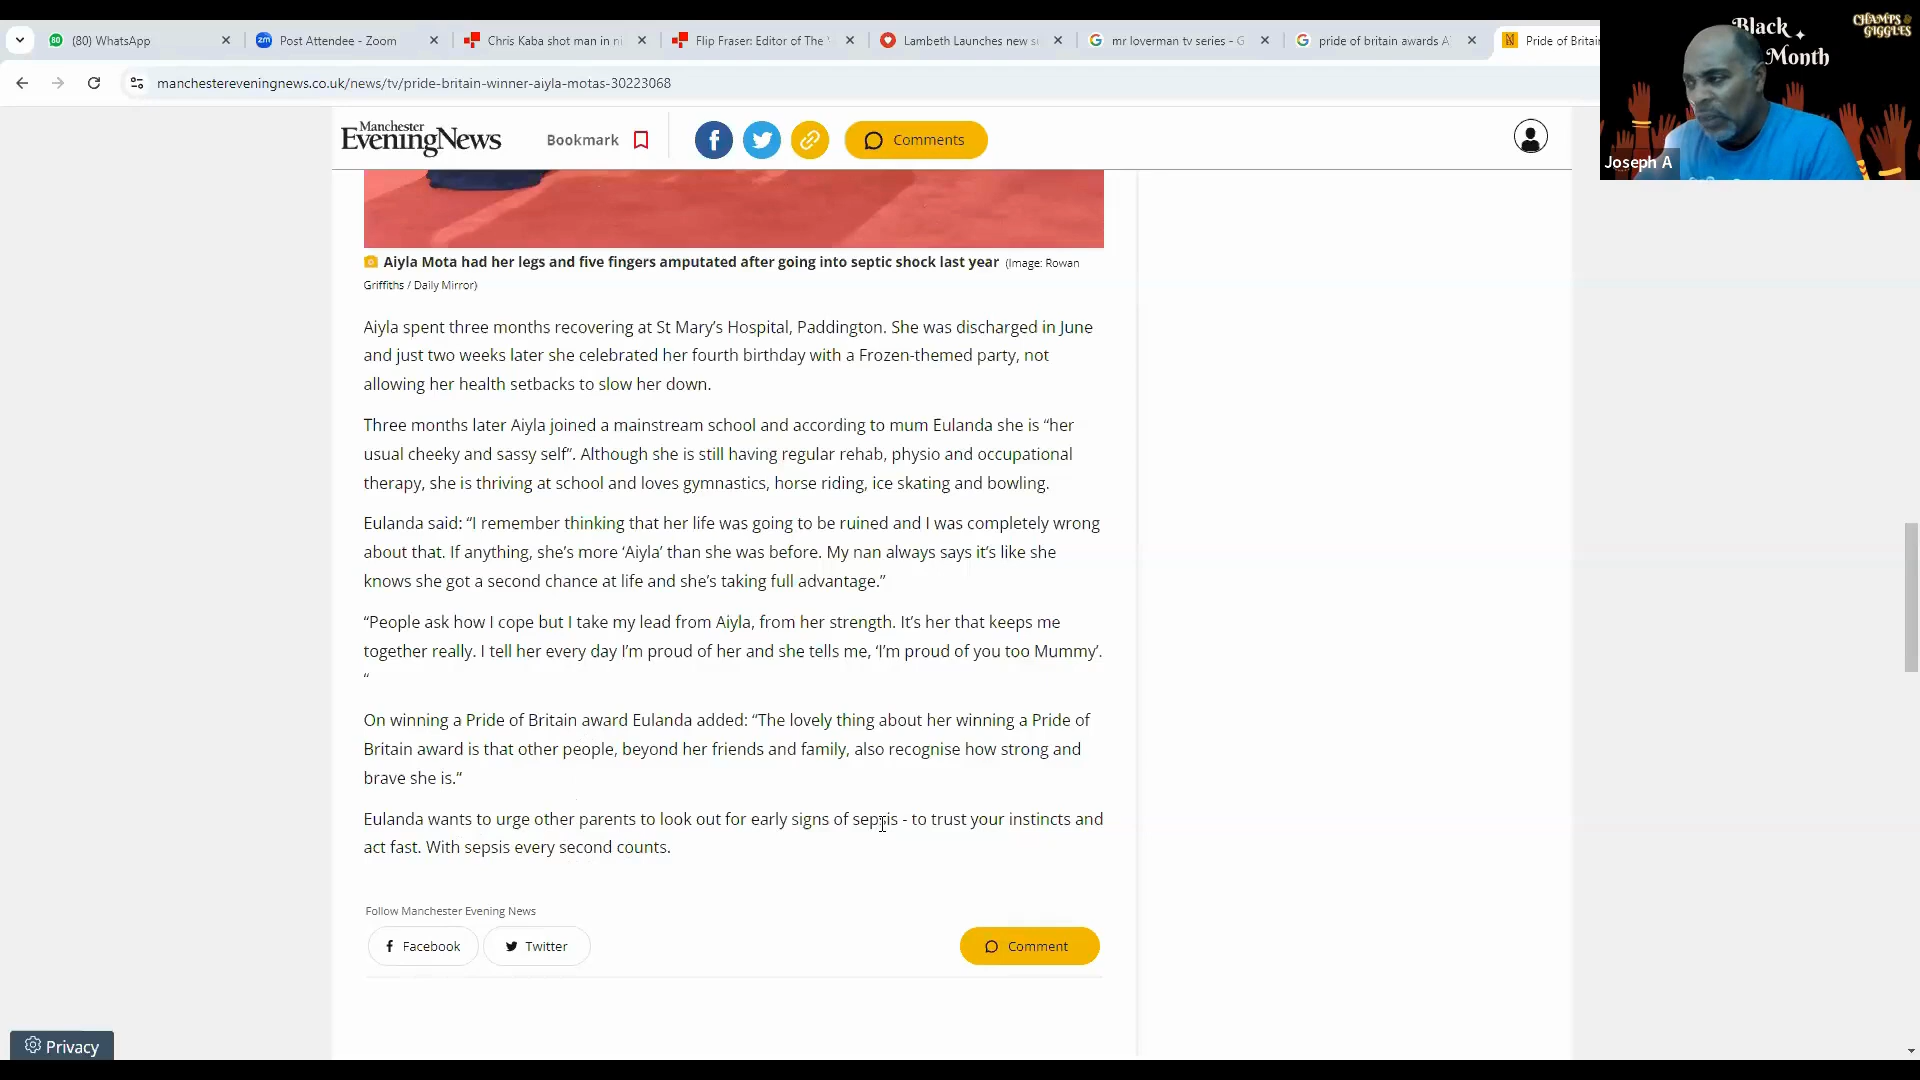 (80) WhatsApp
Post Attendee - Zoom
Chris Kaba shot man in ni
Flip Fraser: Editor of The
Lambeth Launches new s
mr loverman tv series - G
pride of britain awards A
Pride of Britai
manchestereveningnews.co.uk/news/tv/pride-britain-winner-aiyla-motas-30223068
Black
Month
CHAMPS
GIGGLES
Joseph A
Manchester
Evening News
Bookmark
Comments
Aiyla Mota had her legs and five fingers amputated after going into septic shock last year (Image: Rowan
Griffiths / Daily Mirror)
Aiyla spent three months recovering at St Mary’s Hospital, Paddington. She was discharged in June
and just two weeks later she celebrated her fourth birthday with a Frozen-themed party, not
allowing her health setbacks to slow her down.
Three months later Aiyla joined a mainstream school and according to mum Eulanda she is “her
usual cheeky and sassy self”. Although she is still having regular rehab, physio and occupational
therapy, she is thriving at school and loves gymnastics, horse riding, ice skating and bowling.
Eulanda said: “I remember thinking that her life was going to be ruined and I was completely wrong
about that. If anything, she’s more ‘Aiyla’ than she was before. My nan always says it’s like she
knows she got a second chance at life and she’s taking full advantage.”
“People ask how I cope but I take my lead from Aiyla, from her strength. It’s her that keeps me
together really. I tell her every day I’m proud of her and she tells me, ‘I’m proud of you too Mummy’.
“
On winning a Pride of Britain award Eulanda added: “The lovely thing about her winning a Pride of
Britain award is that other people, beyond her friends and family, also recognise how strong and
brave she is.“
Eulanda wants to urge other parents to look out for early signs of sepsis - to trust your instincts and
act fast. With sepsis every second counts.
Follow Manchester Evening News
Facebook
Twitter
Comment
Privacy